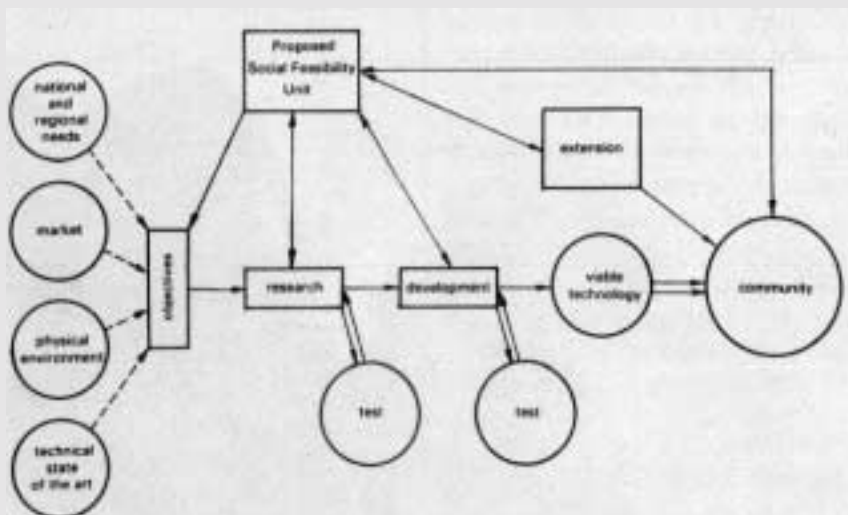 Proposed
Social Feasibility
Unit
national
and
regional
needs
extension
market
objectives
research
development
viable
technology
community
physical
environment
test
test
technical
state
of the art